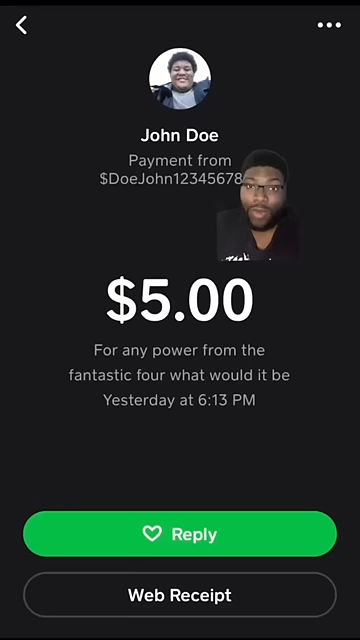 John Doe
Payment from
$DoeJohn12345678
$5.00
For any power from the
fantastic four what would it be
Yesterday at 6:13 PM
Reply
Web Receipt